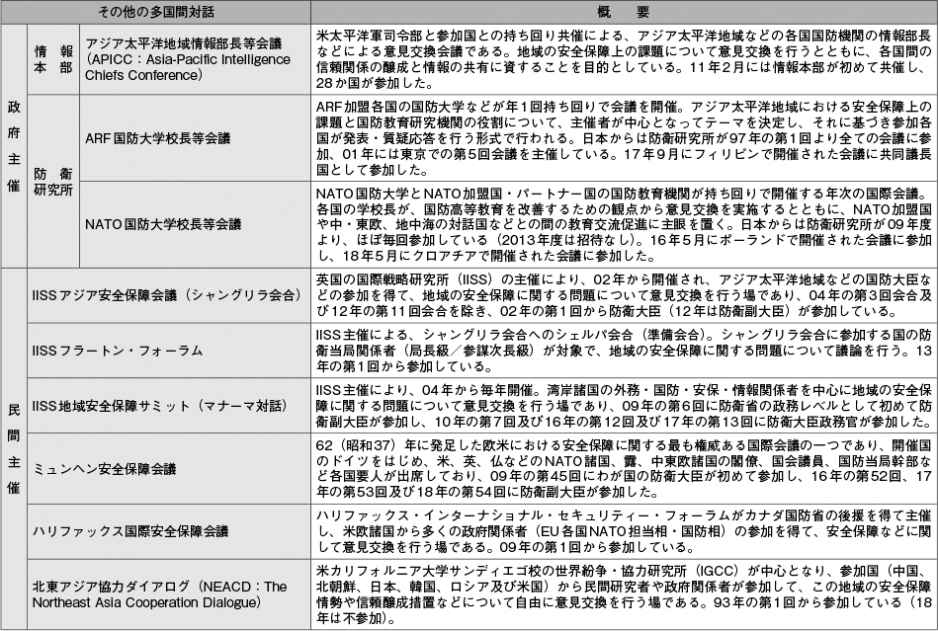 その他の多国間対話
概 要
政府主催
情報本部
アジア太平洋地域情報部長等会議
(APICC:Asia-Pacific Intelligence
Chiefs Conference)
米太平洋軍司令部と参加国との持ち回り共催による、アジア太平洋地域などの各国国防機関の情報部長
などによる意見交換会議である。地域の安全保障上の課題について意見交換を行うとともに、各国間の
信頼関係の醸成と情報の共有に資することを目的としている。11年2月には情報本部が初めて共催し、
28か国が参加した。
防衛研究所
ARF国防大学校長等会議
ARF加盟各国の国防大学などが年1回持ち回りで会議を開催。アジア太平洋地域における安全保障上の
課題と国防教育研究機関の役割について、主催者が中心となってテーマを決定し、それに基づき参加各
国が発表・質疑応答を行う形式で行われる。日本からは防衛研究所が97年の第1回より全ての会議に参
加、01年には東京での第5回会議を主催している。17年9月にフィリピンで開催された会議に共同議長
国として参加した。
NATO国防大学校長等会議
NATO国防大学とNATO加盟国・パートナー国の国防教育機関が持ち回りで開催する年次の国際会議。
各国の学校長が、国防高等教育を改善するための観点から意見交換を実施するとともに、NATO加盟国
や中・東欧、地中海の対話国などとの間の教育交流促進に主眼を置く。日本からは防衛研究所が09年度
より、ほぼ毎回参加している(2013年度は招待なし)。16年5月にポーランドで開催された会議に参加
し、18年5月にクロアチアで開催された会議に参加した。
民間主催
IISSアジア安全保障会議(シャングリラ会合)
英国の国際戦略研究所(IISS)の主催により、02年から開催され、アジア太平洋地域などの国防大臣な
どの参加を得て、地域の安全保障に関する問題について意見交換を行う場であり、04年の第3回会合及
び12年の第11回会合を除き、02年の第1回から防衛大臣(12年は防衛副大臣)が参加している。
IISSフラートン・フォーラム
IISS主催による、シャングリラ会合へのシェルパ会合(準備会合)。シャングリラ会合に参加する国の防
衛当局関係者(局長級/参謀次長級)が対象で、地域の安全保障に関する問題について議論を行う。13
年の第1回から参加している。
IISS地域安全保障サミット(マナーマ対話)
IISS主催により、04年から毎年開催。湾岸諸国の外務・国防・安保・情報関係者を中心に地域の安全保
障に関する問題について意見交換を行う場であり、09年の第6回に防衛省の政務レベルとして初めて防
衛副大臣が参加し、10年の第7回及び16年の第12回及び17年の第13回に防衛大臣政務官が参加した。
ミュンヘン安全保障会議
62(昭和37)年に発足した欧米における安全保障に関する最も権威ある国際会議の一つであり、開催国
のドイツをはじめ、米、英、仏などのNATO諸国、露、中東欧諸国の閣僚、国会議員、国防当局幹部な
ど各国要人が出席しており、09年の第45回にわが国の防衛大臣が初めて参加し、16年の第52回、17
年の第53回及び18年の第54回に防衛副大臣が参加した。
ハリファックス国際安全保障会議
ハリファックス・インターナショナル・セキュリティー・フォーラムがカナダ国防省の後援を得て主催
し、米欧諸国から多くの政府関係者(EU各国NATO担当相・国防相)の参加を得て、安全保障などに関
して意見交換を行う場である。09年の第1回から参加している。
北東アジア協力ダイアログ(NEACD:The
Northeast Asia Cooperation Dialogue)
米カリフォルニア大学サンディエゴ校の世界紛争・協力研究所(IGCC)が中心となり、参加国(中国、
北朝鮮、日本、韓国、ロシア及び米国)から民間研究者や政府関係者が参加して、この地域の安全保障
情勢や信頼醸成措置などについて自由に意見交換を行う場である。93年の第1回から参加している(18
年は不参加)。